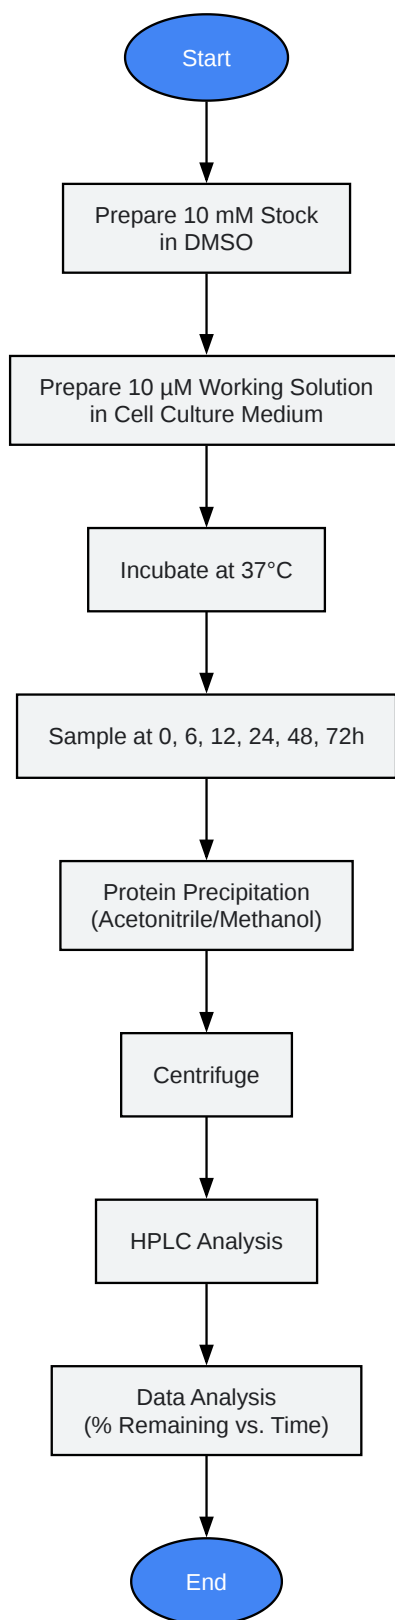 Start
Prepare 10 mM Stock
in DMSO
Prepare 10 µM Working Solution
in Cell Culture Medium
Incubate at 37°C
Sample at 0, 6, 12, 24, 48, 72h
Protein Precipitation
(Acetonitrile/Methanol)
Centrifuge
HPLC Analysis
Data Analysis
(% Remaining vs. Time)
End